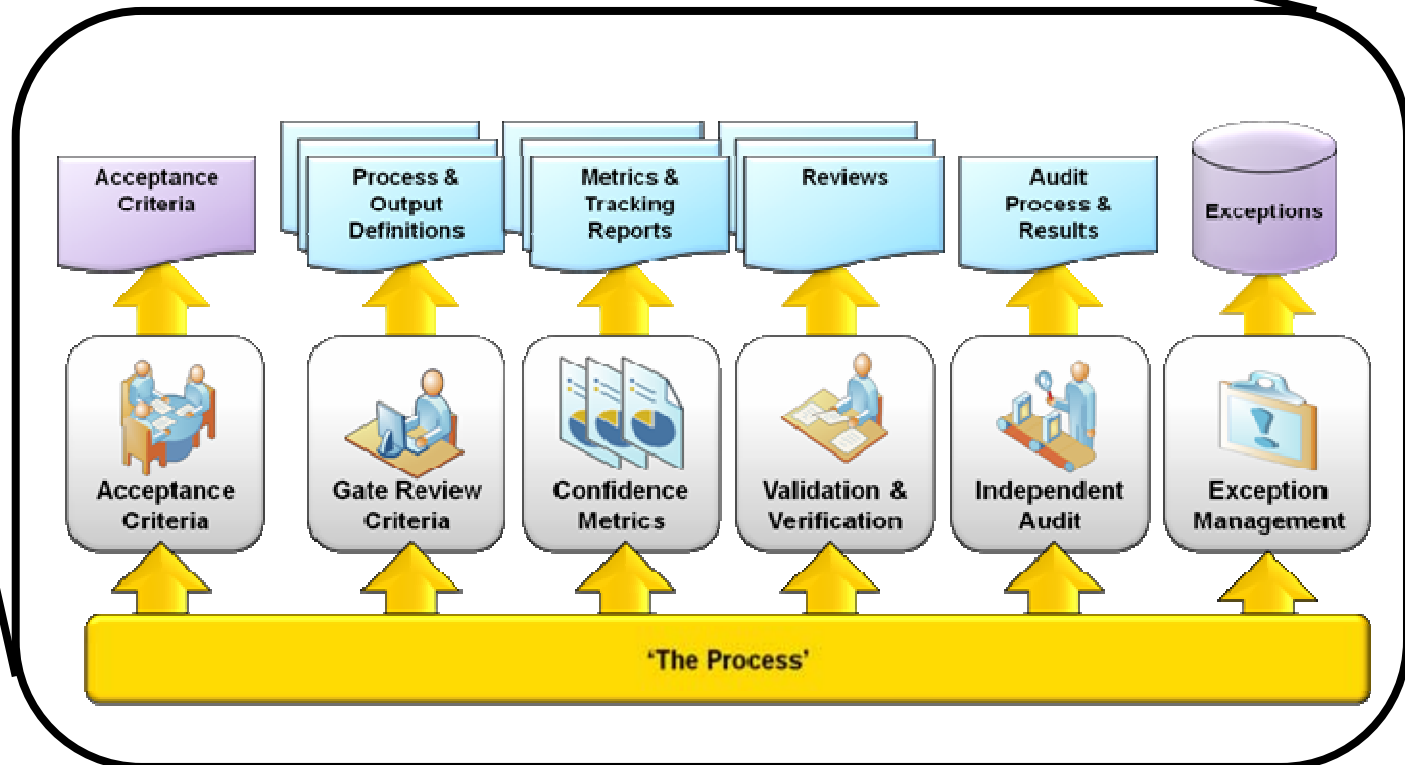 Acceptance
Criteria
Process &
Output
Definitions
Metrics &
Tracking
Reports
Reviews
Audit
Process &
Results
Exceptions
Acceptance
Criteria
Gate Review
Criteria
Confidence
Metrics
Validation &
Verification
Independent
Audit
Exception
Management
‘The Process’